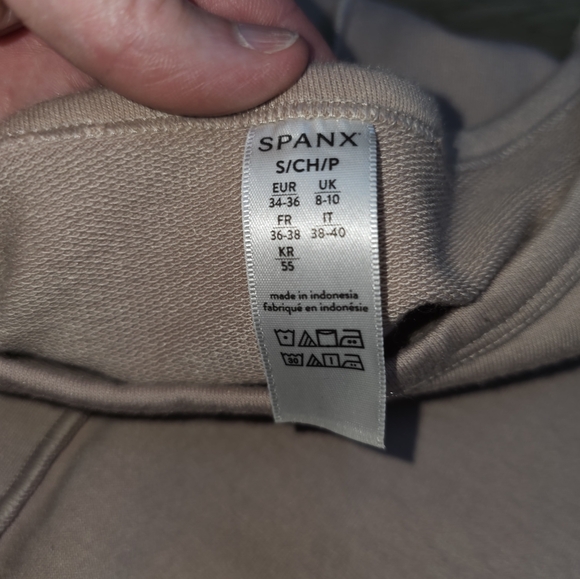 SPANX
S/CH/P
EUR UK
34-36 8-10
FR IT
36-38 38-40
KR
55
made in indonesia
fabriqué en indonésie
30